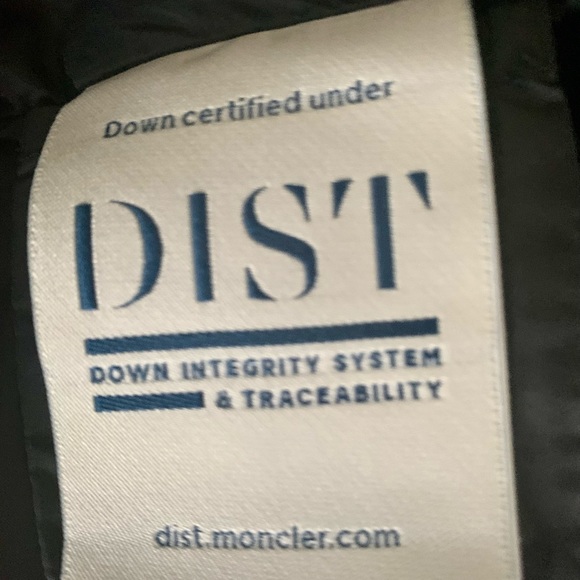 Down certified under
DIST
DOWN INTEGRITY SYSTEM
& TRACEABILITY
dist.moncler.com